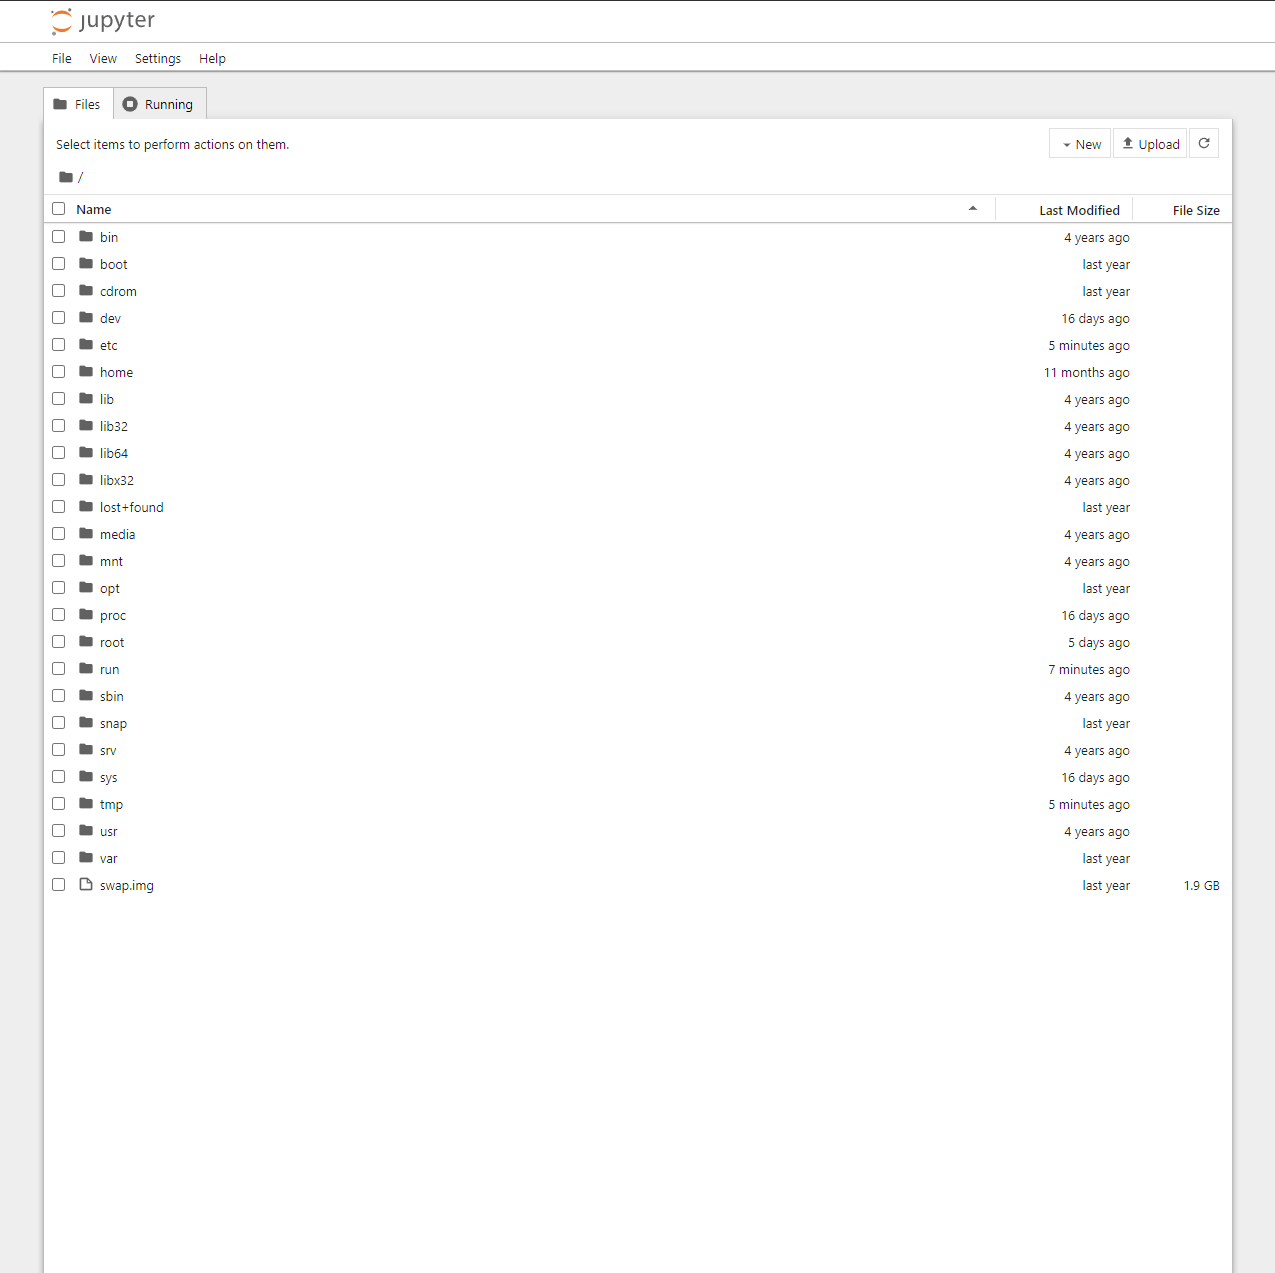 jupyter
File View Settings Help
Files Running
Select items to perform actions on them. New Upload
/
Name Last Modified File Size
bin 4 years ago
boot last year
cdrom last year
dev 16 days ago
etc 5 minutes ago
home 11 months ago
lib 4 years ago
lib32 4 years ago
lib64 4 years ago
libx32 4 years ago
lost+found last year
media 4 years ago
mnt 4 years ago
opt last year
proc 16 days ago
root 5 days ago
run 7 minutes ago
sbin 4 years ago
snap last year
srv 4 years ago
sys 16 days ago
tmp 5 minutes ago
usr 4 years ago
var last year
swap.img last year 1.9 GB